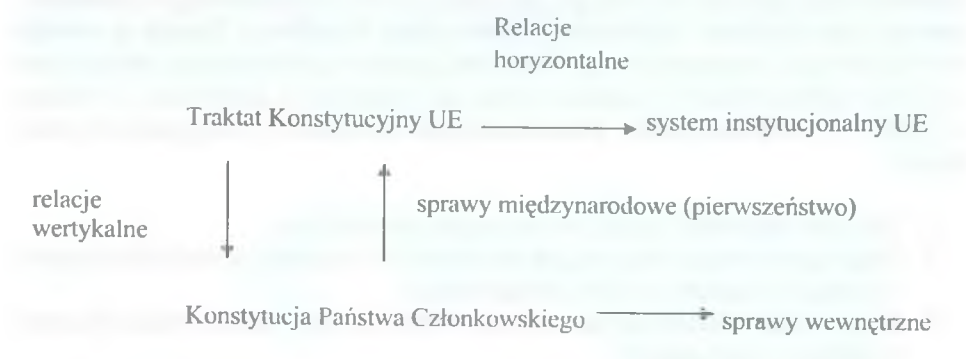 Relacje
horyzontalne
Traktat Konstytucyjny UE system instytucjonalny UE
relacje
wertykalne
sprawy międzynarodowe (pierwszeństwo)
Konstytucja Państwa Członkowskiego sprawy wewnętrzne